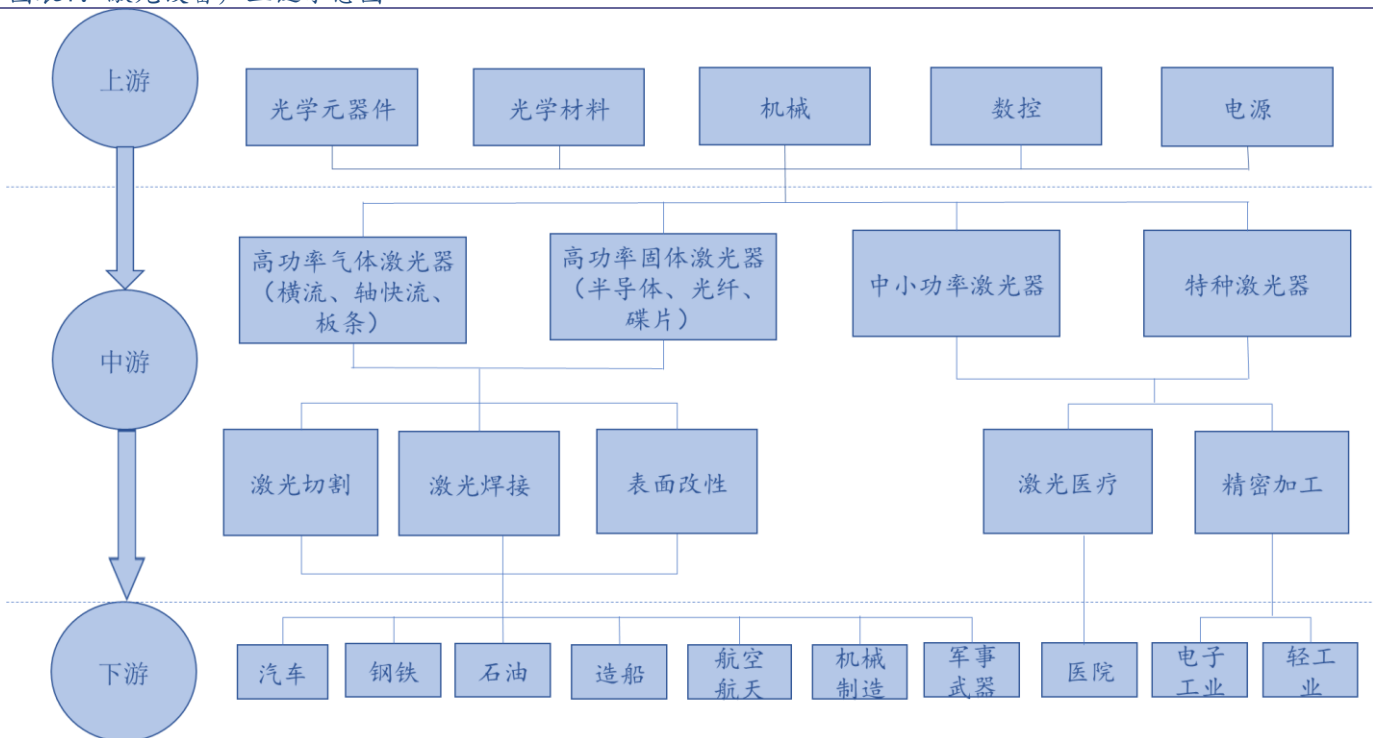 上游
光学元器件
光学材料
机械
数控
电源
高功率气体激光器
（横流、轴快流、
板条）
高功率固体激光器
（半导体、光纤、
碟片）
中小功率激光器
特种激光器
中游
激光切割
激光焊接
表面改性
激光医疗
精密加工
下游
汽车
钢铁
石油
造船
航空
航天
机械
制造
军事
武器
医院
电子
工业
轻工
业